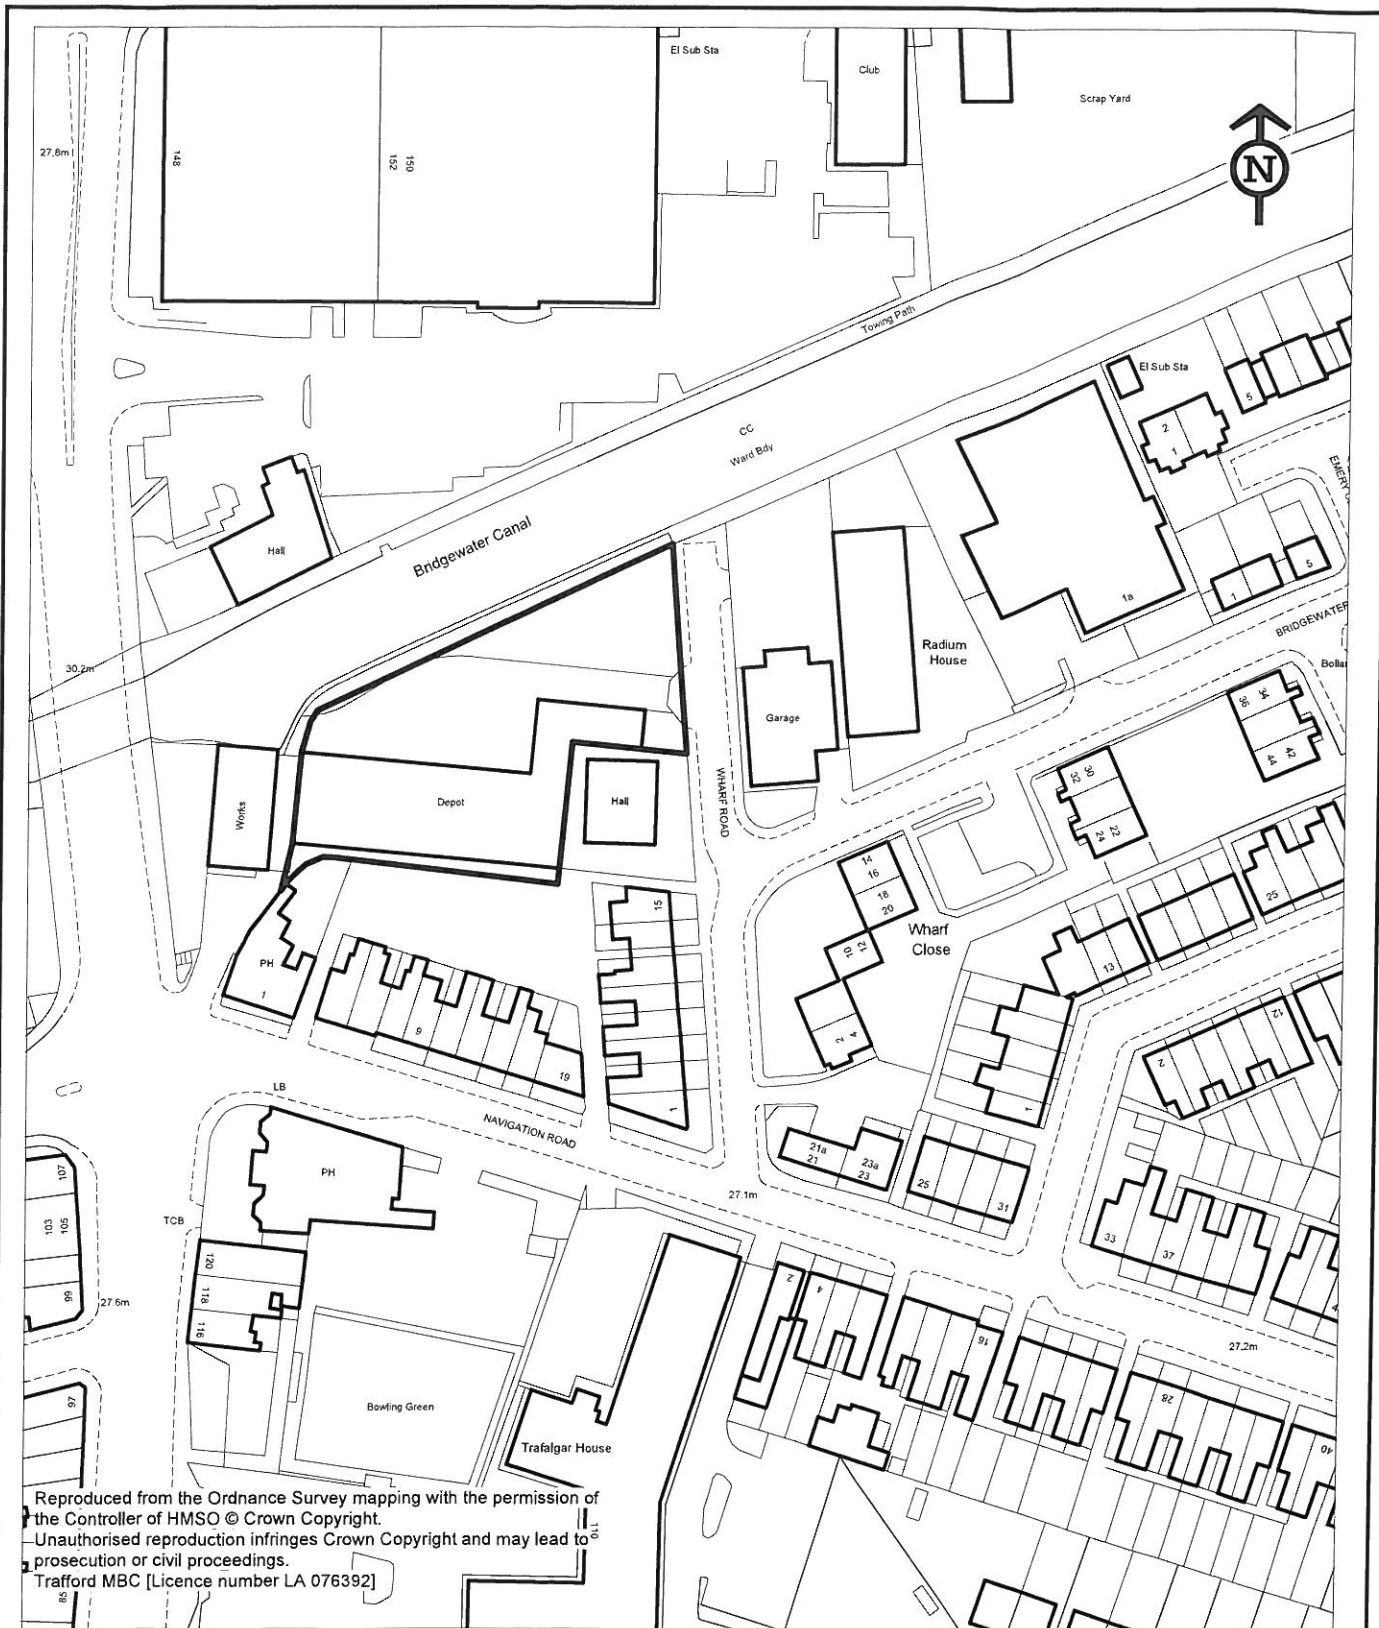 El Sub Sta
Club
Scrap Yard
27.8m
148
152
150
N
Towing Path
El Sub Sta
5
2
1
CC
Ward Bdy
Bridgewater Canal
Hall
1a
1
5
BRIDGEWATER
Radium
House
30.2m
36
34
44
42
Garage
WHARF ROAD
Depot
Hall
Works
32
30
24
22
14
16
18
20
25
15
Wharf
Close
10
12
13
PH
1
9
19
2
4
12
2
1
1
LB
NAVIGATION ROAD
PH
21a
21
23a
23
25
31
107
103
105
99
TCB
27.1m
33
37
120
118
116
27.6m
2
4
16
27.2m
97
28
40
Bowling Green
Trafalgar House
110
85
Reproduced from the Ordnance Survey mapping with the permission of
the Controller of HMSO © Crown Copyright.
Unauthorised reproduction infringes Crown Copyright and may lead to
prosecution or civil proceedings.
Trafford MBC [Licence number LA 076392]